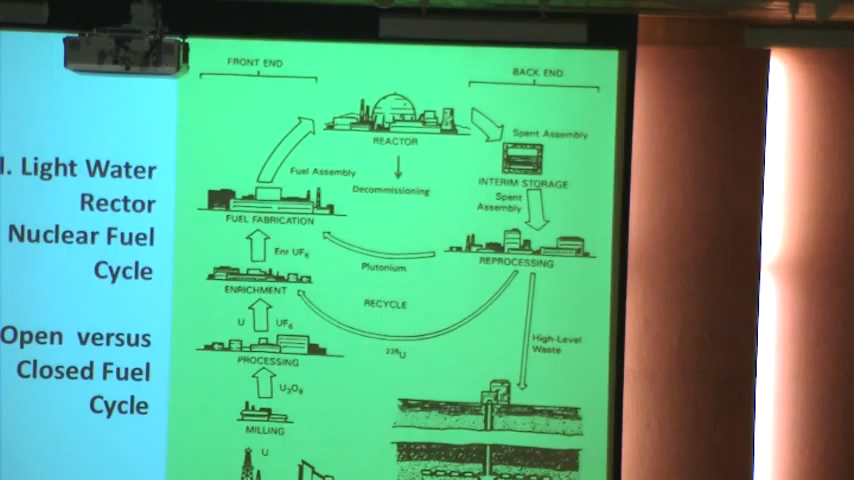 I. Light Water
Rector
Nuclear Fuel
Cycle
Open versus
Closed Fuel
Cycle
FRONT END
BACK END
REACTOR
Spent Assembly
Fuel Assembly
Decommissioning
INTERIM STORAGE
Spent
Assembly
FUEL FABRICATION
Enr UF₆
Plutonium
REPROCESSING
ENRICHMENT
RECYCLE
U UF₆
High-Level
Waste
PROCESSING
U₃O₈
MILLING
U